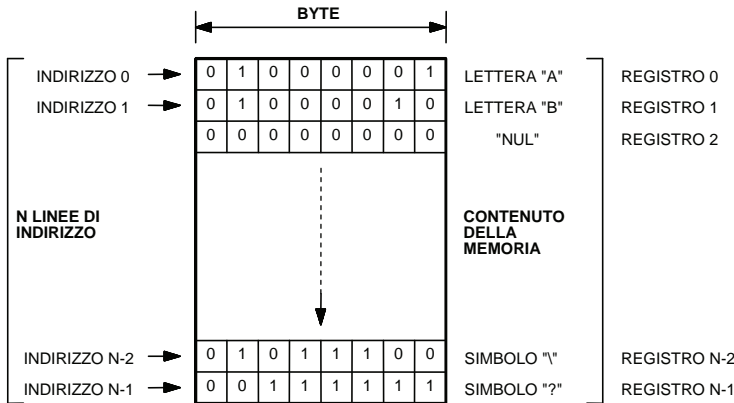 BYTE
INDIRIZZO 0 0 1 0 0 0 0 0 1 LETTERA "A" REGISTRO 0
INDIRIZZO 1 0 1 0 0 0 0 1 0 LETTERA "B" REGISTRO 1
0 0 0 0 0 0 0 0 "NUL" REGISTRO 2
N LINEE DI
INDIRIZZO
CONTENUTO
DELLA
MEMORIA
INDIRIZZO N-2 0 1 0 1 1 1 0 0 SIMBOLO "\" REGISTRO N-2
INDIRIZZO N-1 0 0 1 1 1 1 1 1 SIMBOLO "?" REGISTRO N-1